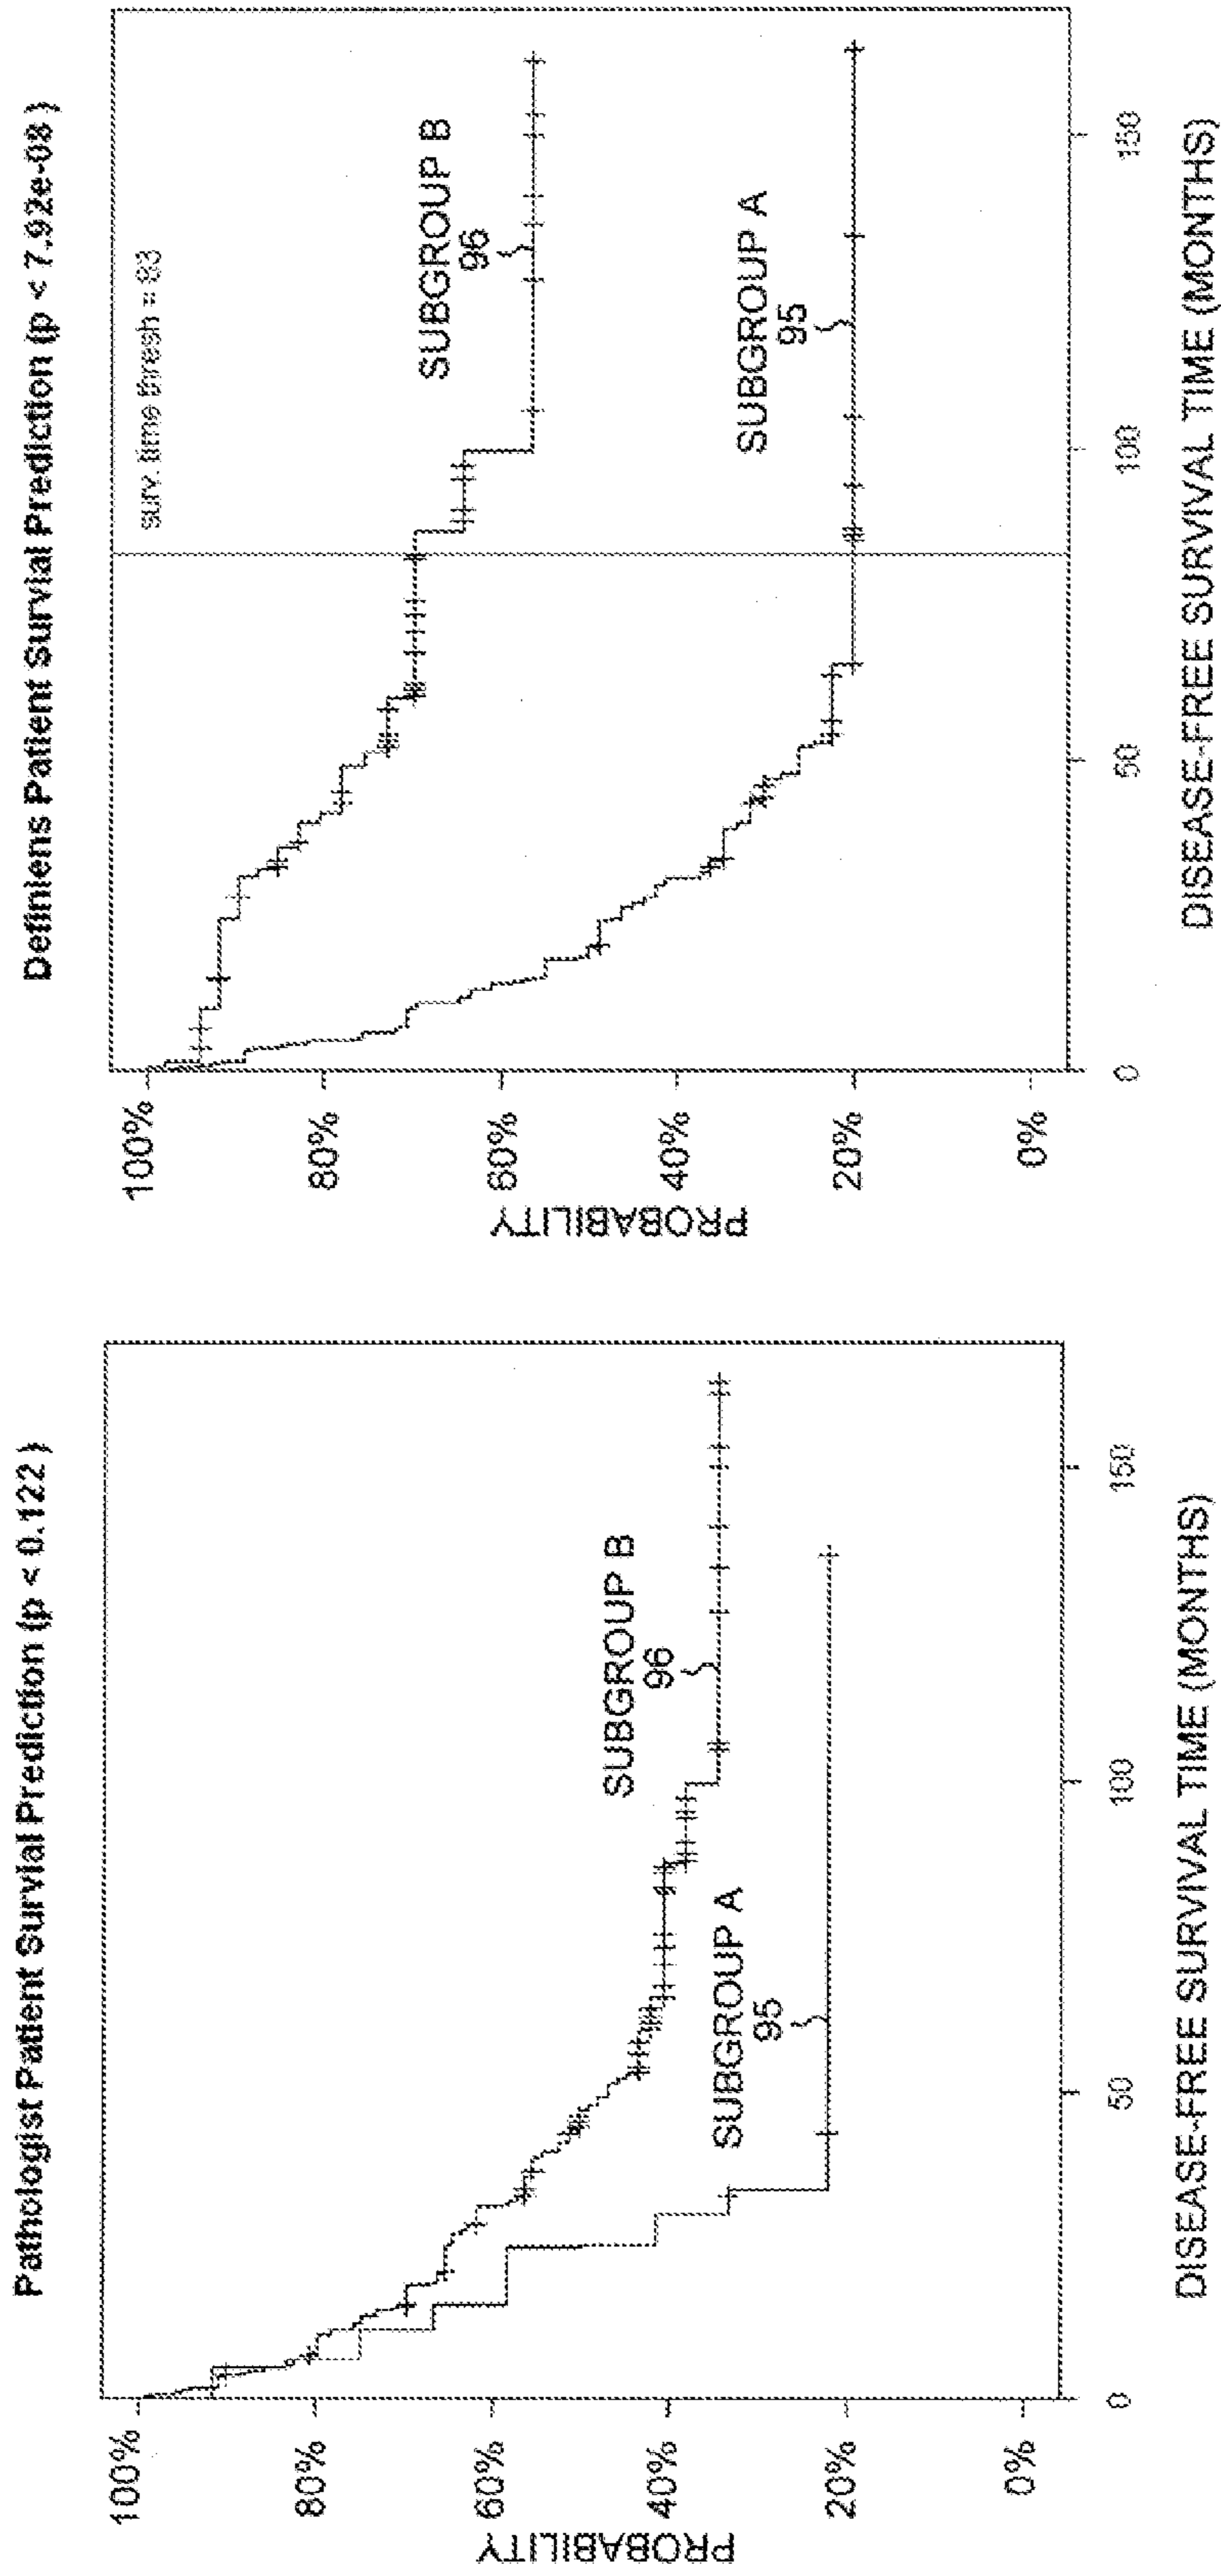 Pathologist Patient Survial Prediction (p < 0.122 )
PROBABILITY
100%
80%
60%
40%
20%
0%
SUBGROUP B
96
SUBGROUP A
95
0
50
100
150
DISEASE-FREE SURVIVAL TIME (MONTHS)
Definiens Patient Survial Prediction (p < 7.92e-08 )
PROBABILITY
100%
80%
60%
40%
20%
0%
surv. time thresh = 83
SUBGROUP B
96
SUBGROUP A
95
0
50
100
150
DISEASE-FREE SURVIVAL TIME (MONTHS)